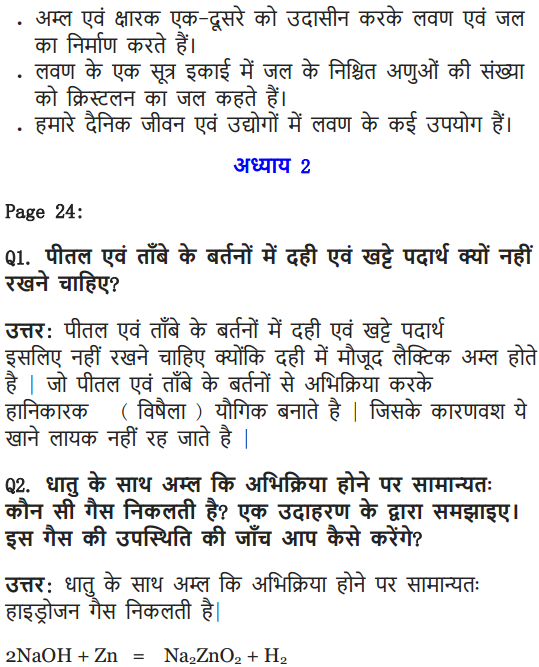 • अम्ल एवं क्षारक एक-दूसरे को उदासीन करके लवण एवं जल
का निर्माण करते हैं।
• लवण के एक सूत्र इकाई में जल के निश्चित अणुओं की संख्या
को क्रिस्टलन का जल कहते हैं।
• हमारे दैनिक जीवन एवं उद्योगों में लवण के कई उपयोग हैं।
अध्याय 2
Page 24:
Q1. पीतल एवं ताँबे के बर्तनों में दही एवं खट्टे पदार्थ क्यों नहीं
रखने चाहिए?
उत्तर: पीतल एवं ताँबे के बर्तनों में दही एवं खट्टे पदार्थ
इसलिए नहीं रखने चाहिए क्योंकि दही में मौजूद लैक्टिक अम्ल होते
है | जो पीतल एवं ताँबे के बर्तनों से अभिक्रिया करके
हानिकारक ( विषैला ) यौगिक बनाते है | जिसके कारणवश ये
खाने लायक नहीं रह जाते है |
Q2. धातु के साथ अम्ल कि अभिक्रिया होने पर सामान्यतः
कौन सी गैस निकलती है? एक उदाहरण के द्वारा समझाइए।
इस गैस की उपस्थिति की जाँच आप कैसे करेंगे?
उत्तर: धातु के साथ अम्ल कि अभिक्रिया होने पर सामान्यतः
हाइड्रोजन गैस निकलती है|
2NaOH + Zn = Na₂ZnO₂ + H₂